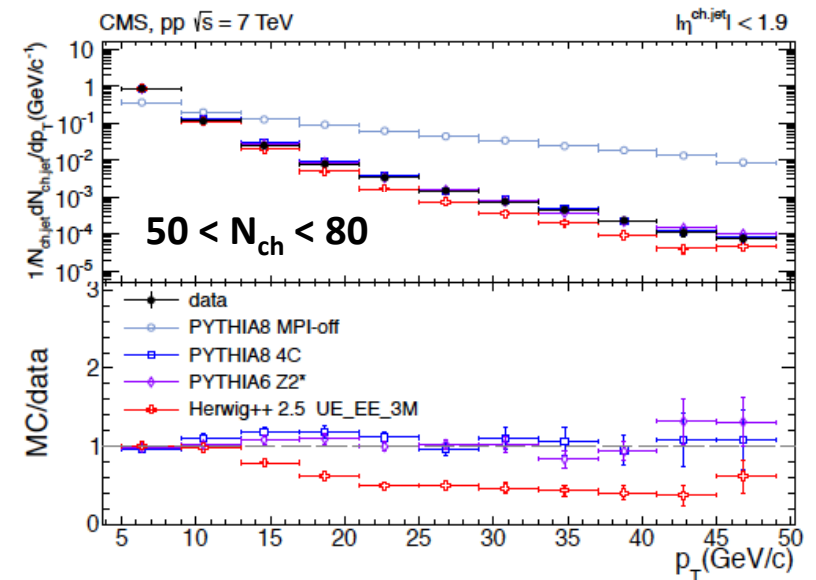 CMS, pp √s = 7 TeV
|η^ch.jet| < 1.9
1/N_ch.jet dN_ch.jet/dp_T (GeV/c⁻¹)
10
1
10⁻¹
10⁻²
10⁻³
10⁻⁴
10⁻⁵
50 < N_ch < 80
MC/data
3
2
1
0
data
PYTHIA8 MPI-off
PYTHIA8 4C
PYTHIA6 Z2*
Herwig++ 2.5 UE_EE_3M
5 10 15 20 25 30 35 40 45 50
p_T(GeV/c)